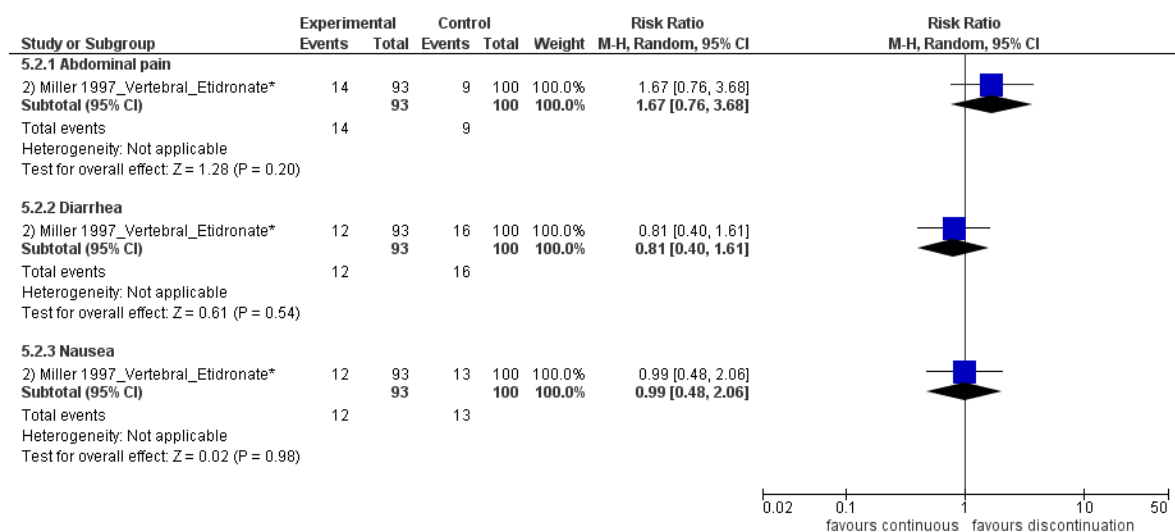 Experimental Control Risk Ratio Risk Ratio
Study or Subgroup Events Total Events Total Weight M-H, Random, 95% CI M-H, Random, 95% CI
5.2.1 Abdominal pain
2) Miller 1997_Vertebral_Etidronate* 14 93 9 100 100.0% 1.67 [0.76, 3.68]
Subtotal (95% CI) 93 100 100.0% 1.67 [0.76, 3.68]
Total events 14 9
Heterogeneity: Not applicable
Test for overall effect: Z = 1.28 (P = 0.20)
5.2.2 Diarrhea
2) Miller 1997_Vertebral_Etidronate* 12 93 16 100 100.0% 0.81 [0.40, 1.61]
Subtotal (95% CI) 93 100 100.0% 0.81 [0.40, 1.61]
Total events 12 16
Heterogeneity: Not applicable
Test for overall effect: Z = 0.61 (P = 0.54)
5.2.3 Nausea
2) Miller 1997_Vertebral_Etidronate* 12 93 13 100 100.0% 0.99 [0.48, 2.06]
Subtotal (95% CI) 93 100 100.0% 0.99 [0.48, 2.06]
Total events 12 13
Heterogeneity: Not applicable
Test for overall effect: Z = 0.02 (P = 0.98)
0.02 0.1 1 10 50
favours continuous favours discontinuation